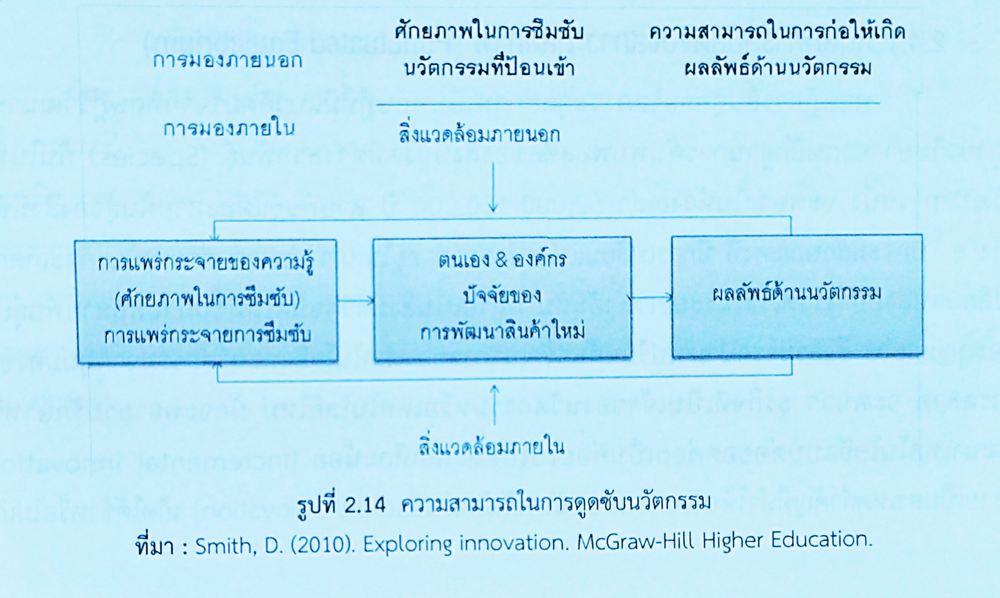 การมองภายนอก
ศักยภาพในการซึมซับ
นวัตกรรมที่ป้อนเข้า
ความสามารถในการก่อให้เกิด
ผลลัพธ์ด้านนวัตกรรม
การมองภายใน
สิ่งแวดล้อมภายนอก
การแพร่กระจายของความรู้
(ศักยภาพในการซึมซับ)
การแพร่กระจายการซึมซับ
ตนเอง & องค์กร
ปัจจัยของ
การพัฒนาสินค้าใหม่
ผลลัพธ์ด้านนวัตกรรม
สิ่งแวดล้อมภายใน
รูปที่ 2.14 ความสามารถในการดูดซับนวัตกรรม
ที่มา : Smith, D. (2010). Exploring innovation. McGraw-Hill Higher Education.